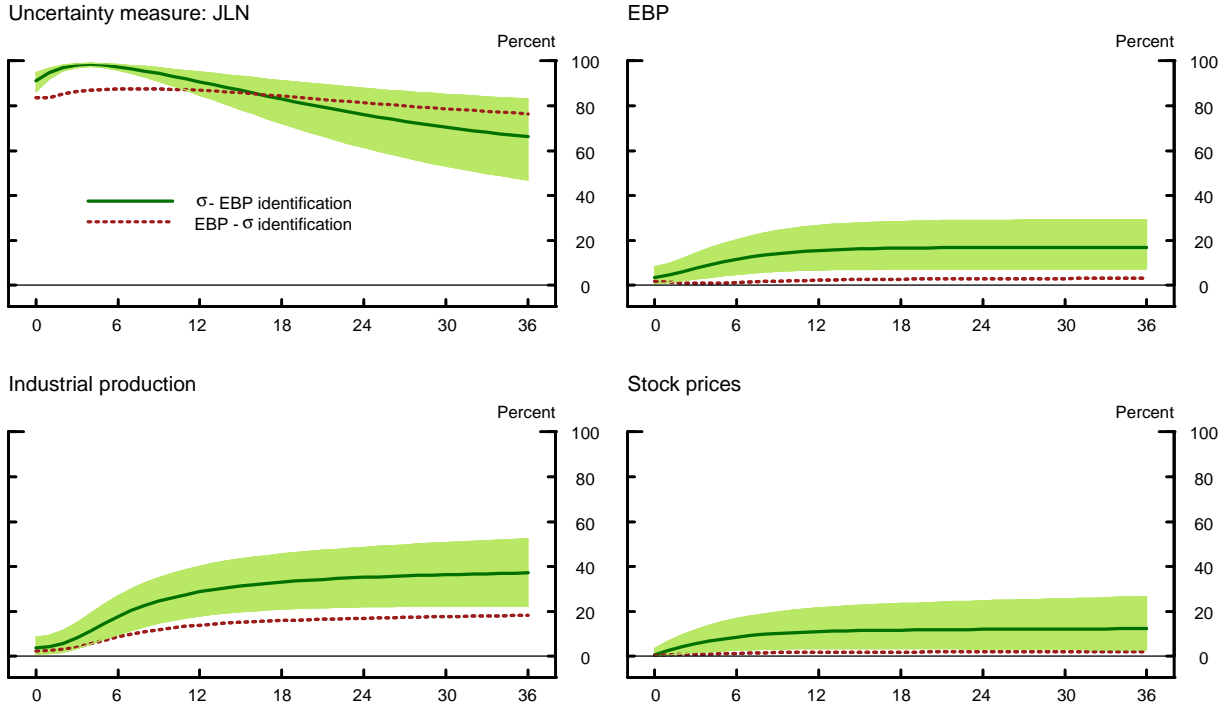 Uncertainty measure: JLN
EBP
Percent
Percent
100
80
60
40
20
0
100
80
60
40
20
0
σ- EBP identification
EBP - σ identification
0 6 12 18 24 30 36
0 6 12 18 24 30 36
Industrial production
Stock prices
Percent
Percent
100
80
60
40
20
0
100
80
60
40
20
0
0 6 12 18 24 30 36
0 6 12 18 24 30 36